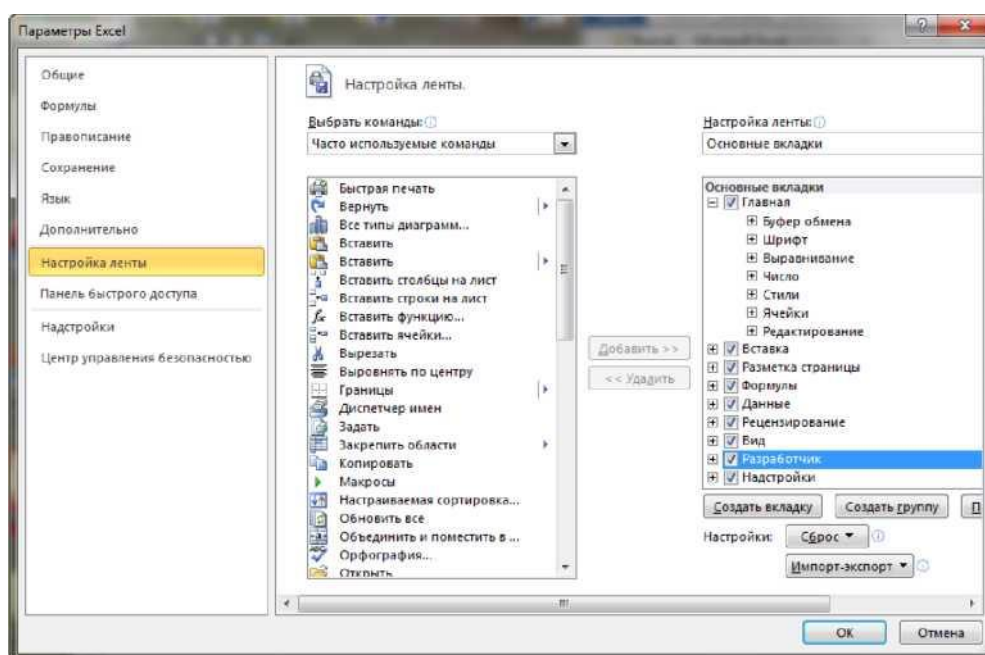 Параметры Excel
Общие
Формулы
Правописание
Сохранение
Язык
Дополнительно
Настройка ленты
Панель быстрого доступа
Надстройки
Центр управления безопасностью
Настройка ленты.
Выбрать команды:
Часто используемые команды
Быстрая печать
Вернуть
Все типы диаграмм...
Вставить
Вставить
Вставить столбцы на лист
Вставить строки на лист
Вставить функцию...
Вставить ячейки...
Вырезать
Выровнять по центру
Границы
Диспетчер имен
Задать
Закрепить области
Копировать
Макросы
Настраиваемая сортировка...
Обновить все
Объединить и поместить в ...
Орфография...
Открыть
Добавить >>
<< Удалить
Настройка ленты:
Основные вкладки
Основные вкладки
Главная
Буфер обмена
Шрифт
Выравнивание
Число
Стили
Ячейки
Редактирование
Вставка
Разметка страницы
Формулы
Данные
Рецензирование
Вид
Разработчик
Надстройки
Создать вкладку
Создать группу
П
Настройки:
Сброс
Импорт-экспорт
ОК
Отмена